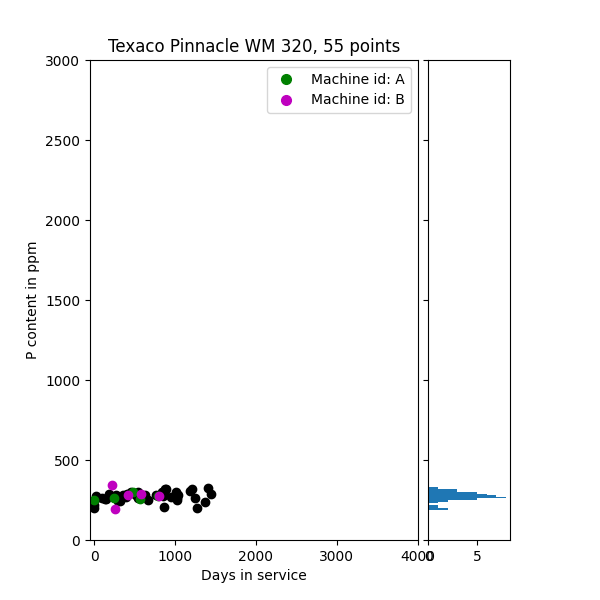 Texaco Pinnacle WM 320, 55 points
Machine id: A
Machine id: B
3000
2500
2000
1500
1000
500
0
P content in ppm
0 1000 2000 3000 4000
0 5
Days in service